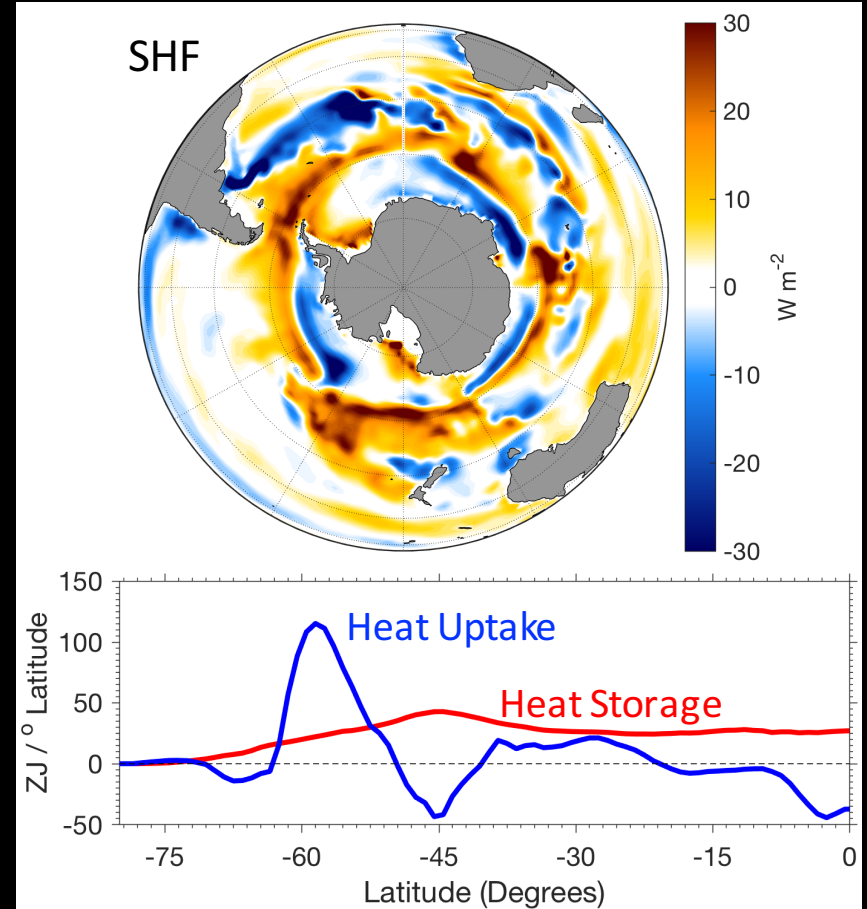 SHF
30
20
10
0
-10
-20
-30
W m-2
150
100
50
0
-50
ZJ / o Latitude
Heat Uptake
Heat Storage
-75 -60 -45 -30 -15 0
Latitude (Degrees)